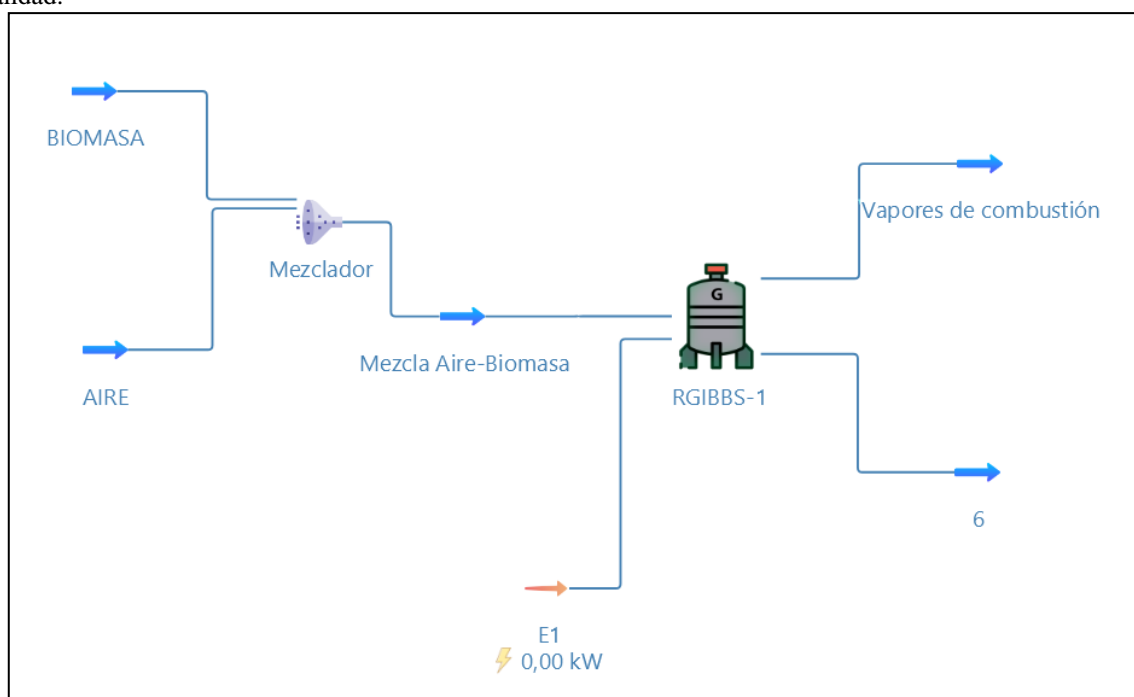 BIOMASA
Mezclador
AIRE
Mezcla Aire-Biomasa
G
RGIBBS-1
Vapores de combustión
6
E1
0,00 kW